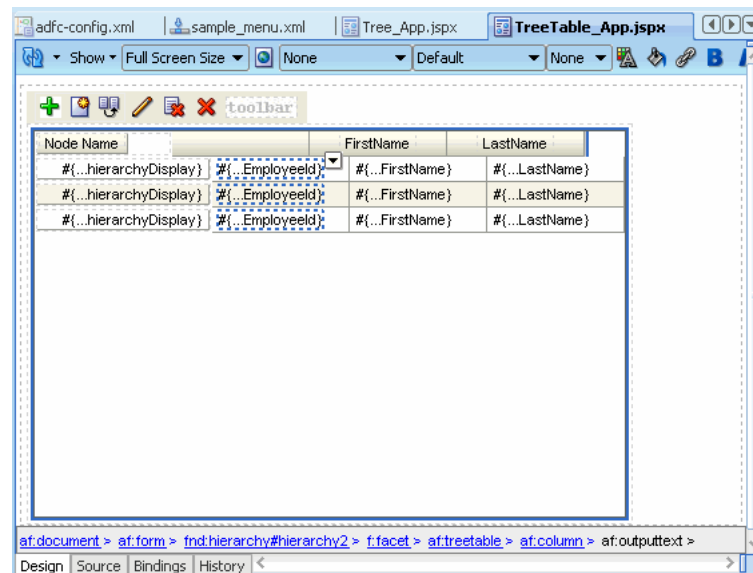 adfc-config.xml sample_menu.xml Tree_App.jspx TreeTable_App.jspx
Show Full Screen Size None Default None B
toolbar
Node Name FirstName LastName
#{...hierarchyDisplay} #{...EmployeeId} #{...FirstName} #{...LastName}
#{...hierarchyDisplay} #{...EmployeeId} #{...FirstName} #{...LastName}
#{...hierarchyDisplay} #{...EmployeeId} #{...FirstName} #{...LastName}
af:document > af:form > fnd:hierarchy#hierarchy2 > f:facet > af:treetable > af:column > af:outputtext >
Design Source Bindings History